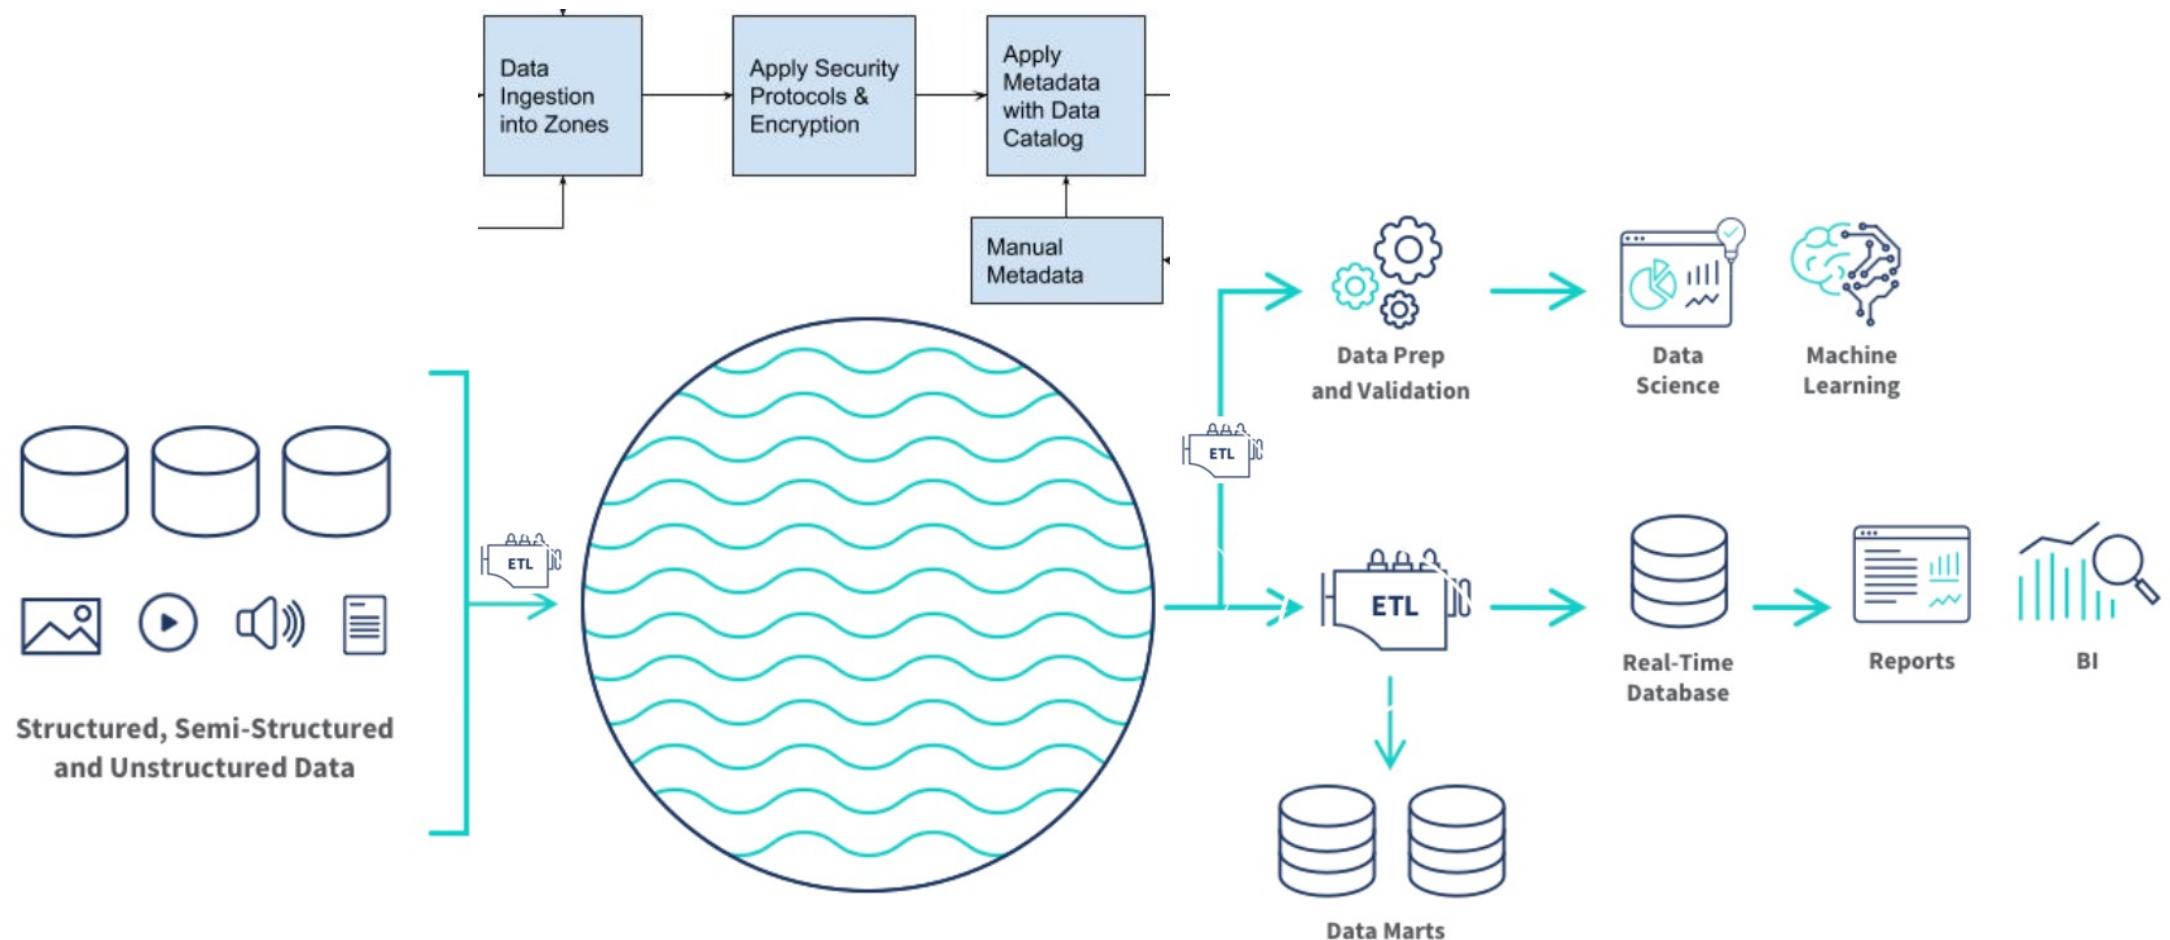 Data
Ingestion
into Zones
Apply Security
Protocols &
Encryption
Apply
Metadata
with Data
Catalog
Manual
Metadata
Data Prep
and Validation
Data
Science
Machine
Learning
ETL
ETL
ETL
Structured, Semi-Structured
and Unstructured Data
Real-Time
Database
Reports
BI
Data Marts